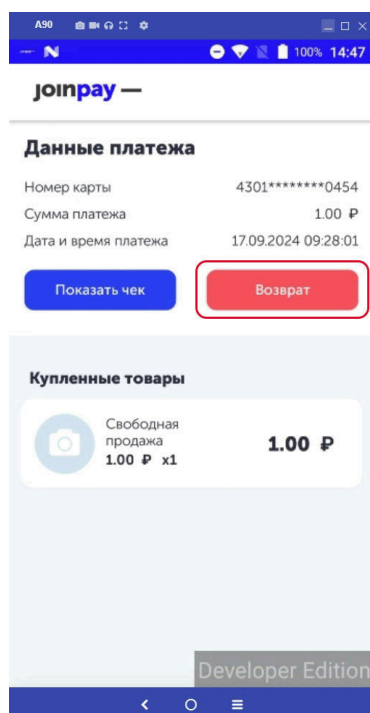 A90
100% 14:47
joinpay —
Данные платежа
Номер карты 4301********0454
Сумма платежа 1.00 ₽
Дата и время платежа 17.09.2024 09:28:01
Показать чек Возврат
Купленные товары
Свободная
продажа
1.00 ₽ x1
1.00 ₽
Developer Edition